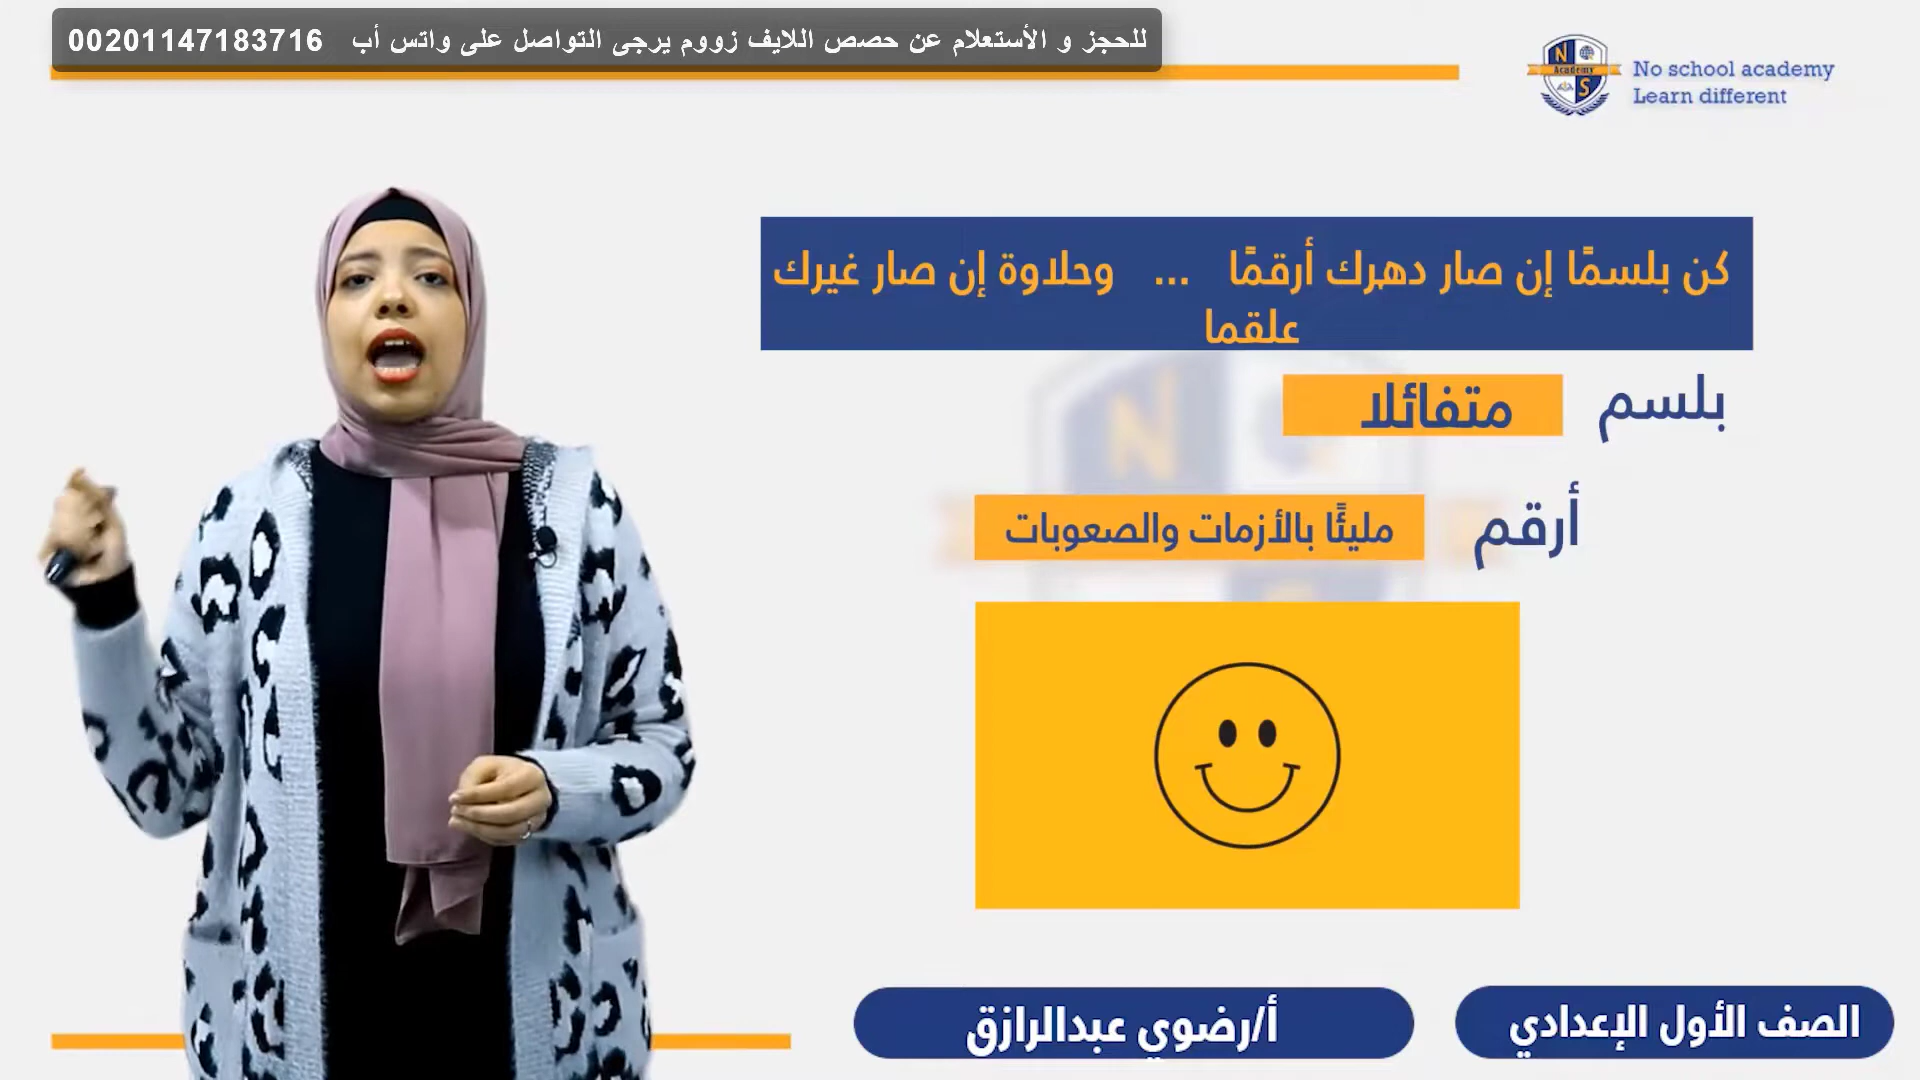 للحجز و الأستعلام عن حصص اللايف زووم يرجى التواصل على واتس أب 00201147183716
N
Academy
S
No school academy
Learn different
كن بلسمًا إن صار دهرك أرقمًا ... وحلاوة إن صار غيرك
علقما
بلسم متفائلا
أرقم مليئًا بالأزمات والصعوبات
أ/رضوي عبدالرازق
الصف الأول الإعدادي